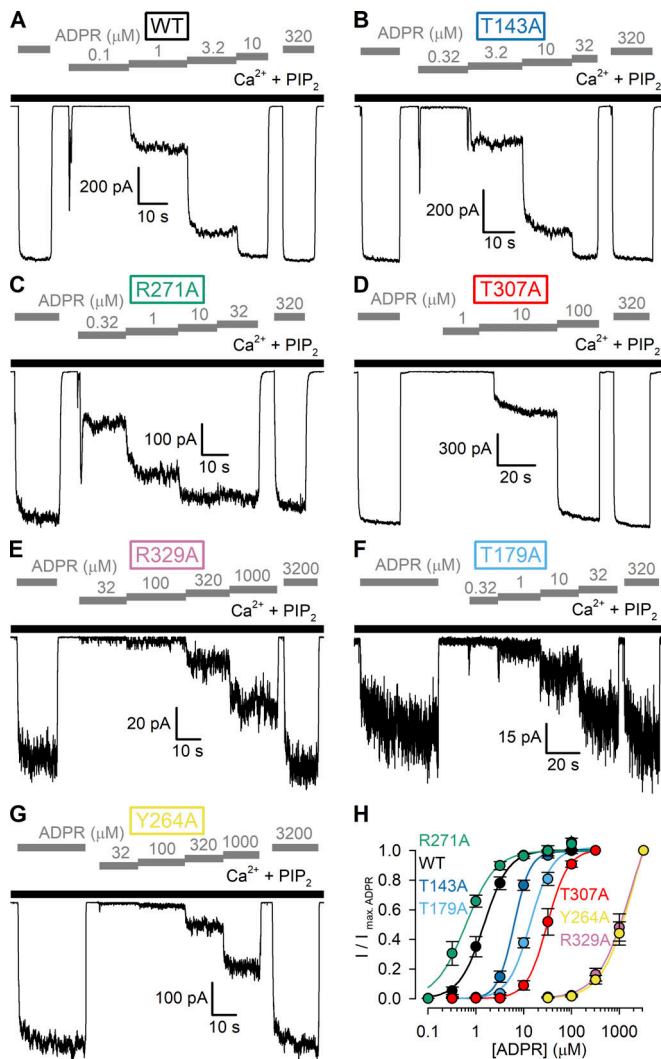 A
WT
ADPR (μM)
0.1
1
3.2
10
320
Ca²⁺ + PIP₂
200 pA
10 s
B
T143A
ADPR (μM)
0.32
3.2
10
32
320
Ca²⁺ + PIP₂
200 pA
10 s
C
R271A
ADPR (μM)
0.32
1
10
32
320
Ca²⁺ + PIP₂
100 pA
10 s
D
T307A
ADPR (μM)
1
10
100
320
Ca²⁺ + PIP₂
300 pA
20 s
E
R329A
ADPR (μM)
32
100
320
1000
3200
Ca²⁺ + PIP₂
20 pA
10 s
F
T179A
ADPR (μM)
0.32
1
10
32
320
Ca²⁺ + PIP₂
15 pA
20 s
G
Y264A
ADPR (μM)
32
100
320
1000
3200
Ca²⁺ + PIP₂
100 pA
10 s
H
R271A
WT
T143A
T179A
T307A
Y264A
R329A
I / I max. ADPR
1.0
0.8
0.6
0.4
0.2
0.0
0.1 1 10 100 1000
[ADPR] (μM)